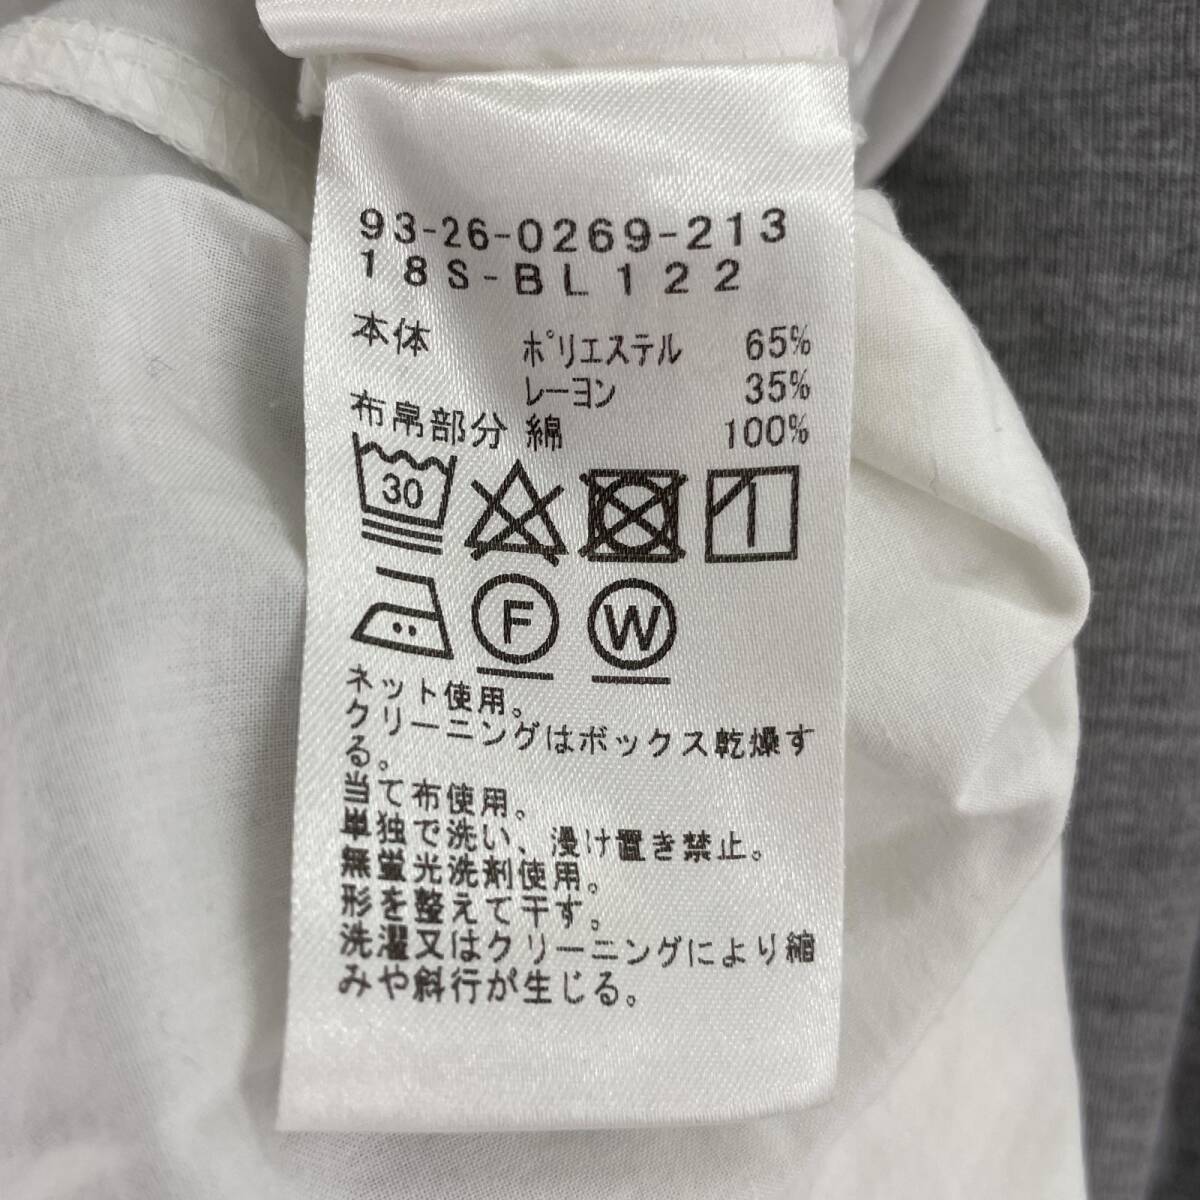 93-26-0269-213
18S-BL122
本体 ポリエステル 65%
レーヨン 35%
布帛部分 綿 100%
30
F W
ネット使用。
クリーニングはボックス乾燥す
る。
当て布使用。
単独で洗い、漫け置き禁止。
無蛍光洗剤使用。
形を整えて干す。
洗濯又はクリーニングにより縮
みや斜行が生じる。